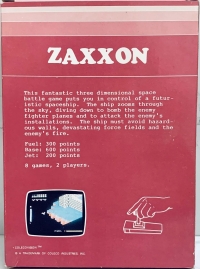 ZAXXON
This fantastic three dimensional space
battle game puts you in control of a futur-
istic spaceship. The ship zooms through
the sky, diving down to bomb the enemy
fighter planes and to attack the enemy's
installations. The ship must avoid hazard-
ous walls, devastating force fields and the
enemy's fire.
Fuel: 300 points
Base: 600 points
Jet: 200 points
8 games, 2 players.